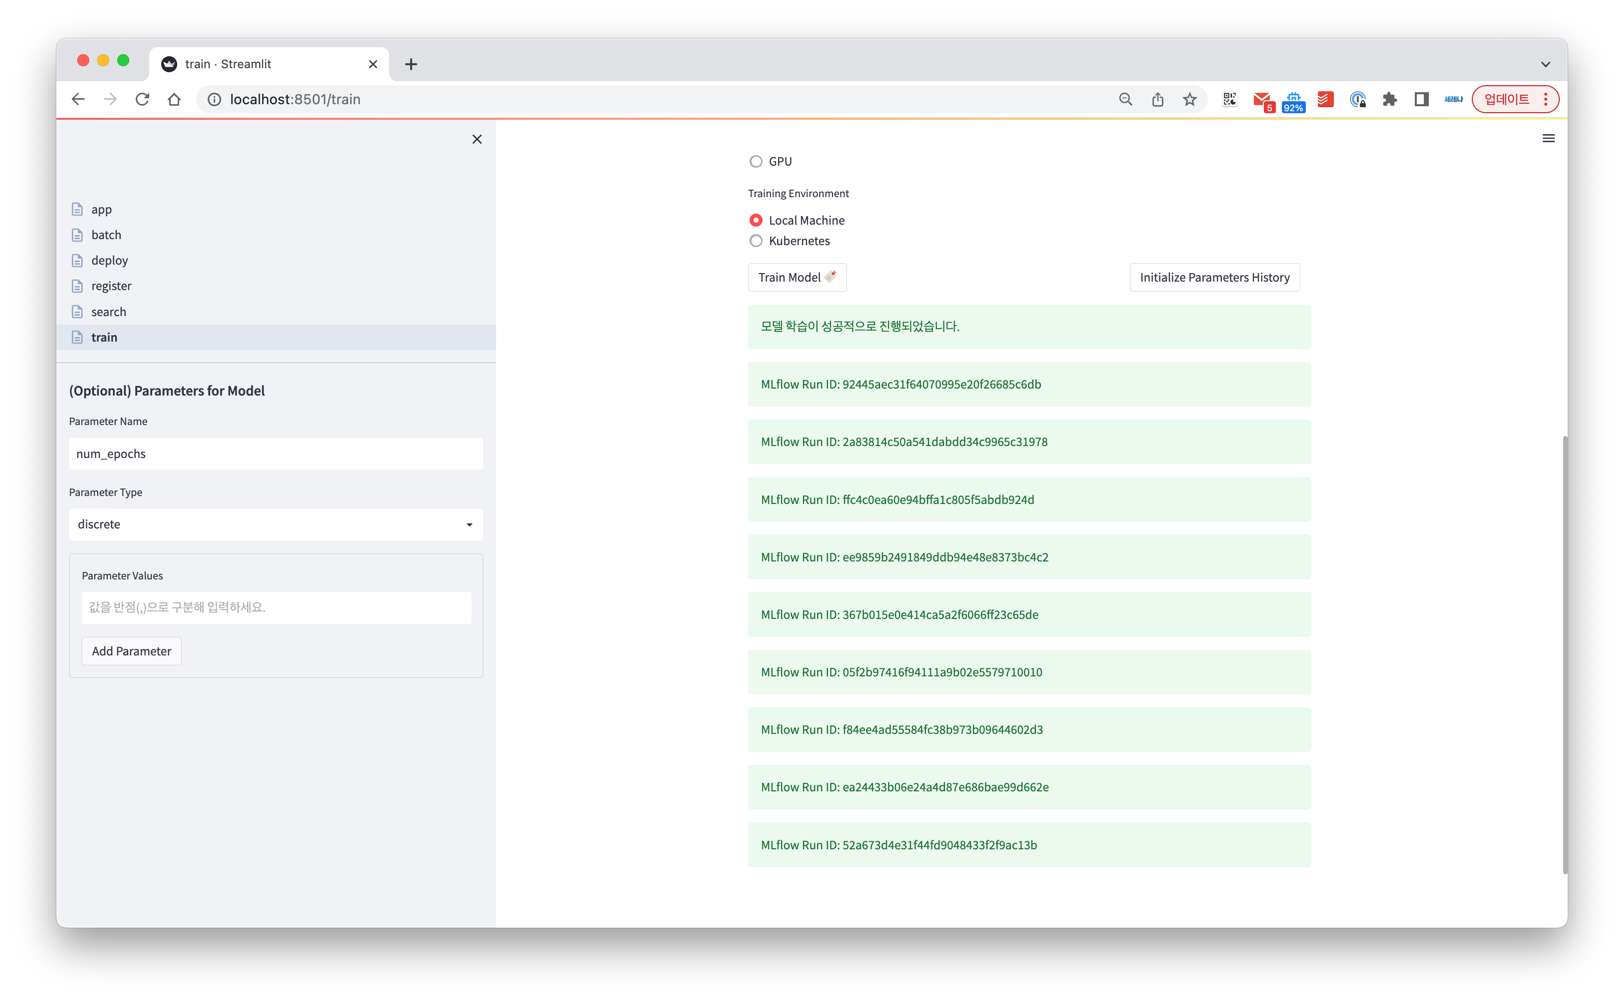 train · Streamlit
localhost:8501/train
5
92%
업데이트
app
batch
deploy
register
search
train
(Optional) Parameters for Model
Parameter Name
num_epochs
Parameter Type
discrete
Parameter Values
값을 반점(,)으로 구분해 입력하세요.
Add Parameter
GPU
Training Environment
Local Machine
Kubernetes
Train Model
Initialize Parameters History
모델 학습이 성공적으로 진행되었습니다.
MLflow Run ID: 92445aec31f64070995e20f26685c6db
MLflow Run ID: 2a83814c50a541dabdd34c9965c31978
MLflow Run ID: ffc4c0ea60e94bffa1c805f5abdb924d
MLflow Run ID: ee9859b2491849ddb94e48e8373bc4c2
MLflow Run ID: 367b015e0e414ca5a2f6066ff23c65de
MLflow Run ID: 05f2b97416f94111a9b02e5579710010
MLflow Run ID: f84ee4ad55584fc38b973b09644602d3
MLflow Run ID: ea24433b06e24a4d87e686bae99d662e
MLflow Run ID: 52a673d4e31f44fd9048433f2f9ac13b